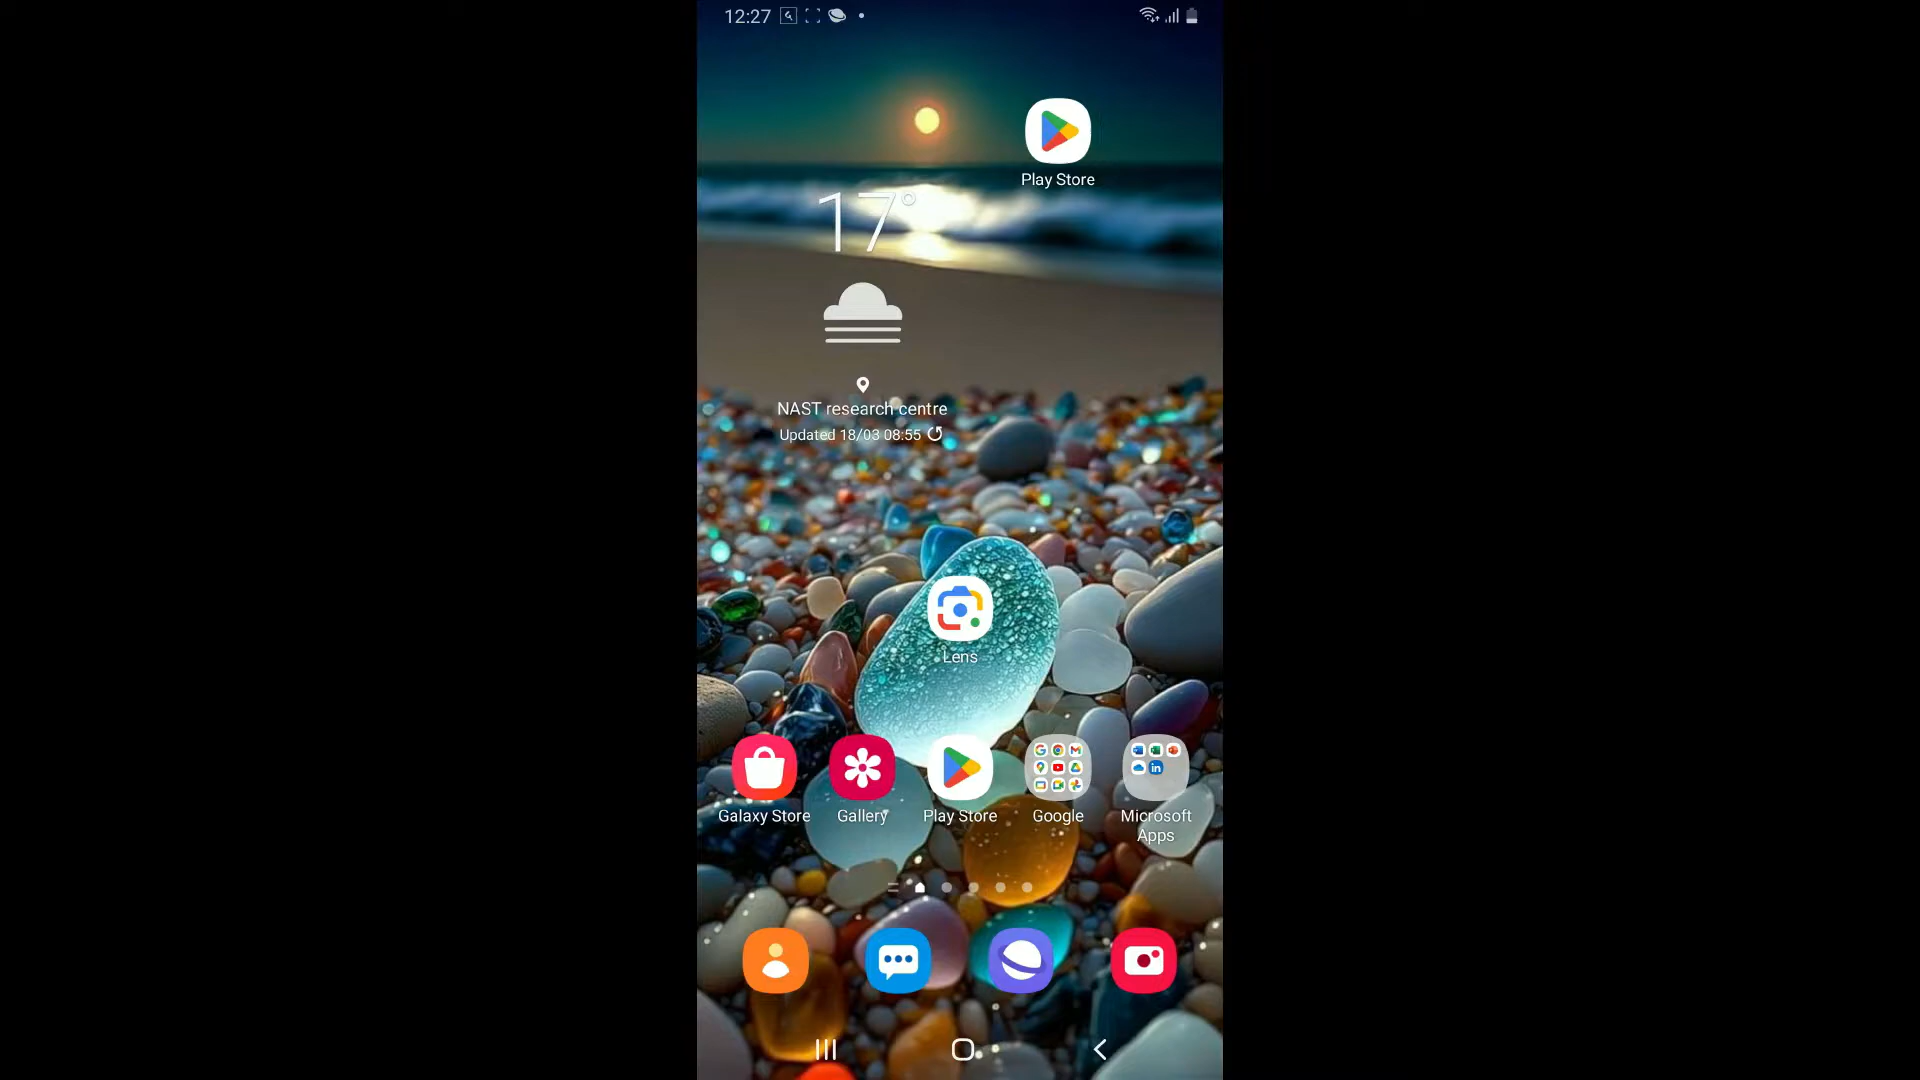 12:27
Play Store
17°
NAST research centre
Updated 18/03 08:55
Lens
Galaxy Store
Gallery
Play Store
Google
Microsoft
Apps